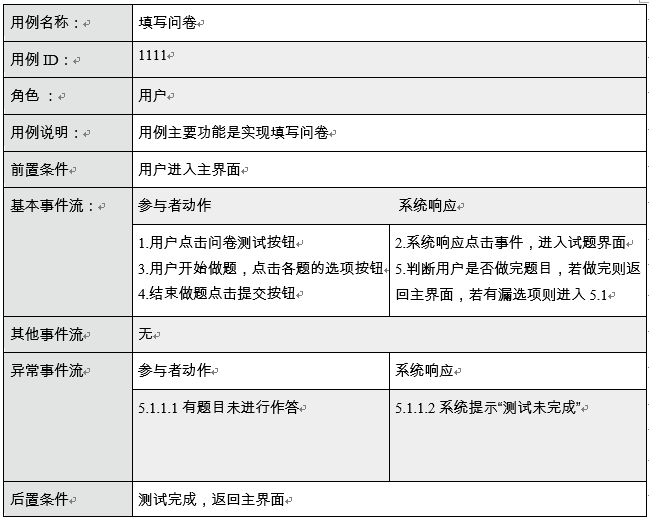 用例名称： 填写问卷
用例 ID： 1111
角色 ： 用户
用例说明： 用例主要功能是实现填写问卷
前置条件 用户进入主界面
基本事件流： 参与者动作 系统响应
1.用户点击问卷测试按钮
3.用户开始做题，点击各题的选项按钮
4.结束做题点击提交按钮
2.系统响应点击事件，进入试题界面
5.判断用户是否做完题目，若做完则返
回主界面，若有漏选项则进入 5.1
其他事件流 无
异常事件流 参与者动作 系统响应
5.1.1.1 有题目未进行作答 5.1.1.2 系统提示“测试未完成”
后置条件 测试完成，返回主界面